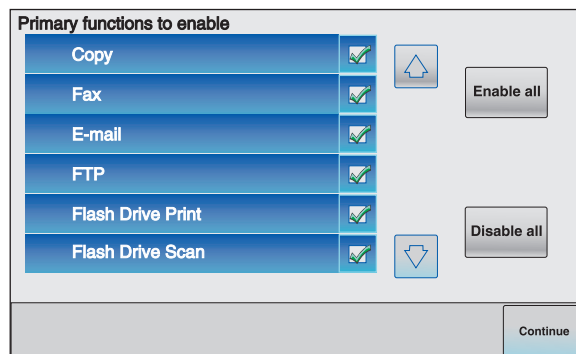 Primary functions to enable
Copy
Fax
E-mail
FTP
Flash Drive Print
Flash Drive Scan
Enable all
Disable all
Continue